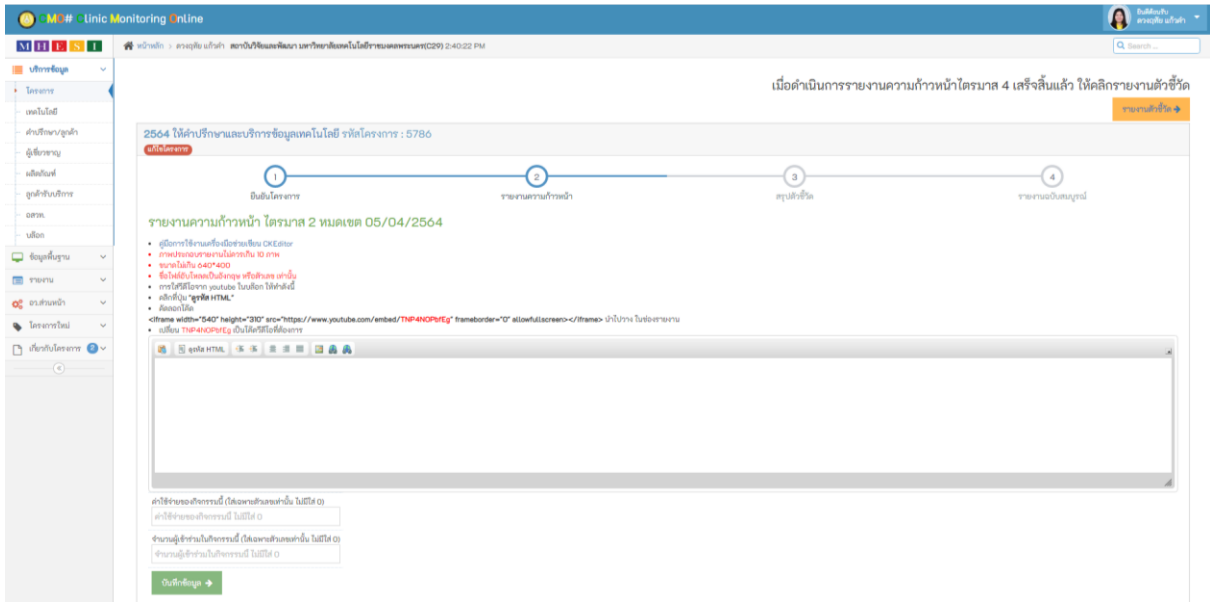 CMO# Clinic Monitoring Online
ยินดีต้อนรับ
ดวงฤทัย แก้วคำ
M H E S I
หน้าหลัก > ดวงฤทัย แก้วคำ สถาบันวิจัยและพัฒนา มหาวิทยาลัยเทคโนโลยีราชมงคลพระนคร(C29) 2:40:22 PM
Search ...
บริการข้อมูล
โครงการ
เทคโนโลยี
คำปรึกษา/ลูกค้า
ผู้เชี่ยวชาญ
ผลิตภัณฑ์
ลูกค้ารับบริการ
อสวท.
บล็อก
ข้อมูลพื้นฐาน
รายงาน
อว.ส่วนหน้า
โครงการใหม่
เกี่ยวกับโครงการ 2
เมื่อดำเนินการรายงานความก้าวหน้าไตรมาส 4 เสร็จสิ้นแล้ว ให้คลิกรายงานตัวชี้วัด
รายงานตัวชี้วัด
2564 ให้คำปรึกษาและบริการข้อมูลเทคโนโลยี รหัสโครงการ : 5786
แก้ไขโครงการ
1
2
3
4
ยืนยันโครงการ
รายงานความก้าวหน้า
สรุปตัวชี้วัด
รายงานฉบับสมบูรณ์
รายงานความก้าวหน้า ไตรมาส 2 หมดเขต 05/04/2564
คู่มือการใช้งานเครื่องมือช่วยเขียน CKEditor
ภาพประกอบรายงานไม่ควรเกิน 10 ภาพ
ขนาดไม่เกิน 640*400
ชื่อไฟล์อัปโหลดเป็นอังกฤษ หรือตัวเลข เท่านั้น
การใส่วีดีโอจาก youtube ในบล็อก ให้ทำดังนี้
คลิกที่ปุ่ม "ดูรหัส HTML"
คัดลอกโค้ด
<iframe width="540" height="310" src="https://www.youtube.com/embed/TNP4NOPbfEg" frameborder="0" allowfullscreen></iframe> นำไปวาง ในช่องรายงาน
เปลี่ยน TNP4NOPbfEg เป็นโค้ดวีดีโอที่ต้องการ
ดูรหัส HTML
ค่าใช้จ่ายของกิจกรรมนี้ (ใส่เฉพาะตัวเลขเท่านั้น ไม่มีใส่ 0)
ค่าใช้จ่ายของกิจกรรมนี้ ไม่มีใส่ 0
จำนวนผู้เข้าร่วมในกิจกรรมนี้ (ใส่เฉพาะตัวเลขเท่านั้น ไม่มีใส่ 0)
จำนวนผู้เข้าร่วมในกิจกรรมนี้ ไม่มีใส่ 0
บันทึกข้อมูล